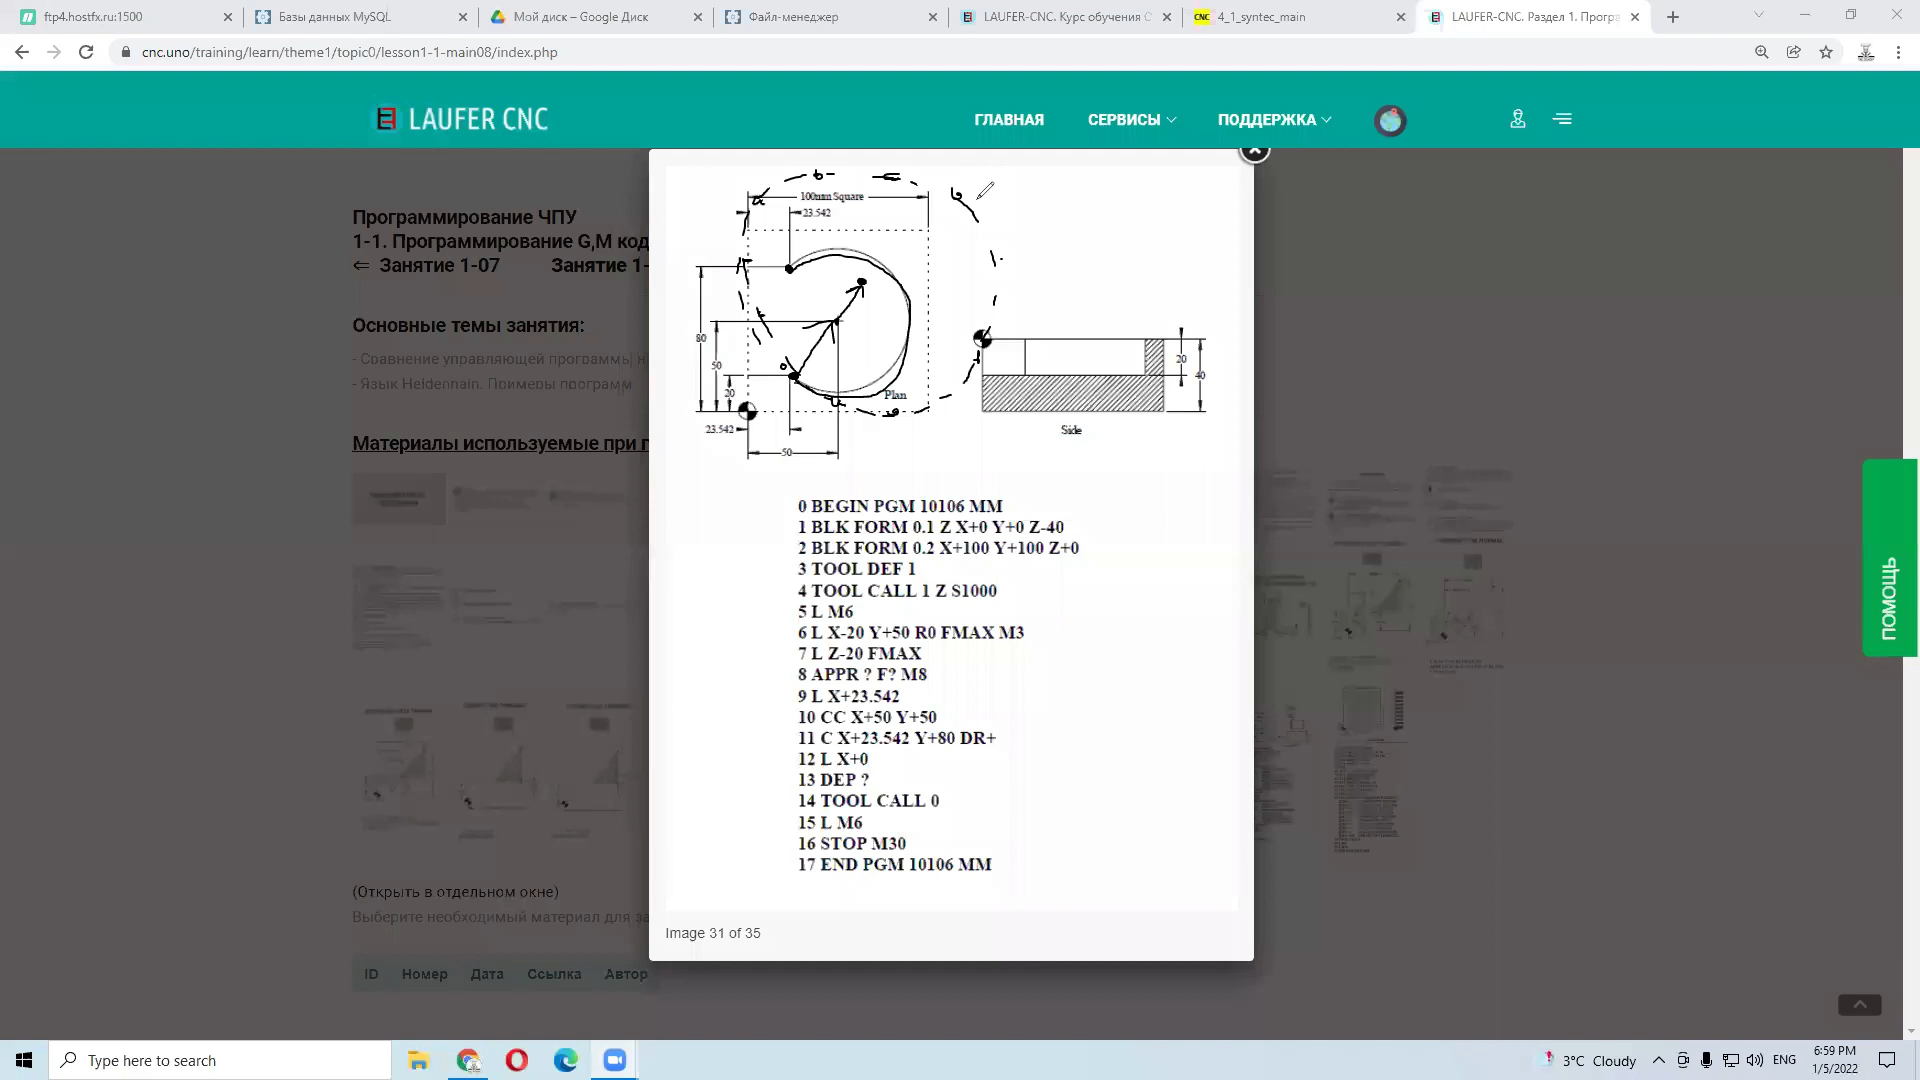 ftp4.hostfx.ru:1500
Базы данных MySQL
Мой диск – Google Диск
Файл-менеджер
LAUFER-CNC. Курс обучения С
CNC 4_1_syntec_main
LAUFER-CNC. Раздел 1. Прогр
cnc.uno/training/learn/theme1/topic0/lesson1-1-main08/index.php
LAUFER CNC
ГЛАВНАЯ
СЕРВИСЫ
ПОДДЕРЖКА
Программирование ЧПУ
1-1. Программирование G,M код
⇐ Занятие 1-07
Занятие 1-
Основные темы занятия:
- Сравнение управляющей программы н
- Язык Heidennain. Примеры программ
Материалы используемые при п
100mm Square
23.542
80
50
20
23.542
50
Plan
20
40
Side
0 BEGIN PGM 10106 MM
1 BLK FORM 0.1 Z X+0 Y+0 Z-40
2 BLK FORM 0.2 X+100 Y+100 Z+0
3 TOOL DEF 1
4 TOOL CALL 1 Z S1000
5 L M6
6 L X-20 Y+50 R0 FMAX M3
7 L Z-20 FMAX
8 APPR ? F? M8
9 L X+23.542
10 CC X+50 Y+50
11 C X+23.542 Y+80 DR+
12 L X+0
13 DEP ?
14 TOOL CALL 0
15 L M6
16 STOP M30
17 END PGM 10106 MM
Image 31 of 35
(Открыть в отдельном окне)
Выберите необходимый материал для за
ID Номер Дата Ссылка Автор
ПОМОЩЬ
Type here to search
3°C Cloudy
ENG
6:59 PM
1/5/2022